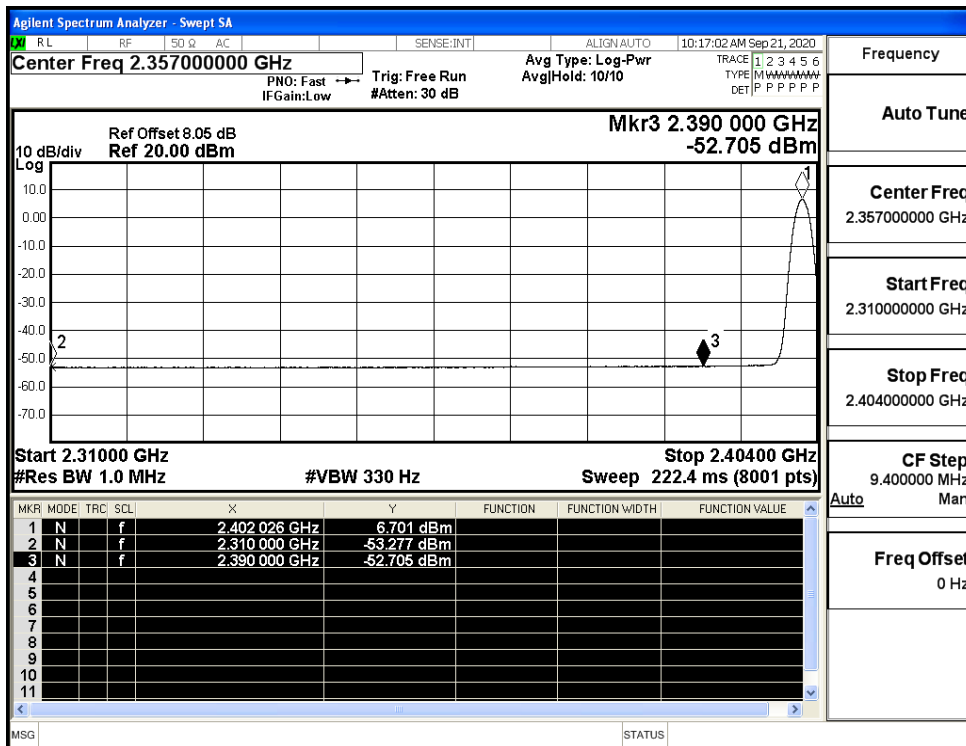 Agilent Spectrum Analyzer - Swept SA
LXI RL RF 50 Ω AC SENSE:INT ALIGN AUTO 10:17:02 AM Sep 21, 2020
Center Freq 2.357000000 GHz
PNO: Fast
IFGain:Low
Trig: Free Run
#Atten: 30 dB
Avg Type: Log-Pwr
Avg|Hold: 10/10
TRACE 1 2 3 4 5 6
TYPE M W W W W W
DET P P P P P P
Mkr3 2.390 000 GHz
-52.705 dBm
Ref Offset 8.05 dB
10 dB/div Ref 20.00 dBm
Log
10.0
0.00
-10.0
-20.0
-30.0
-40.0
-50.0
-60.0
-70.0
1
2
3
Start 2.31000 GHz Stop 2.40400 GHz
#Res BW 1.0 MHz #VBW 330 Hz Sweep 222.4 ms (8001 pts)
MKR MODE TRC SCL X Y FUNCTION FUNCTION WIDTH FUNCTION VALUE
1 N f 2.402 026 GHz 6.701 dBm
2 N f 2.310 000 GHz -53.277 dBm
3 N f 2.390 000 GHz -52.705 dBm
4
5
6
7
8
9
10
11
MSG STATUS
Frequency
Auto Tune
Center Freq
2.357000000 GHz
Start Freq
2.310000000 GHz
Stop Freq
2.404000000 GHz
CF Step
9.400000 MHz
Auto Man
Freq Offset
0 Hz